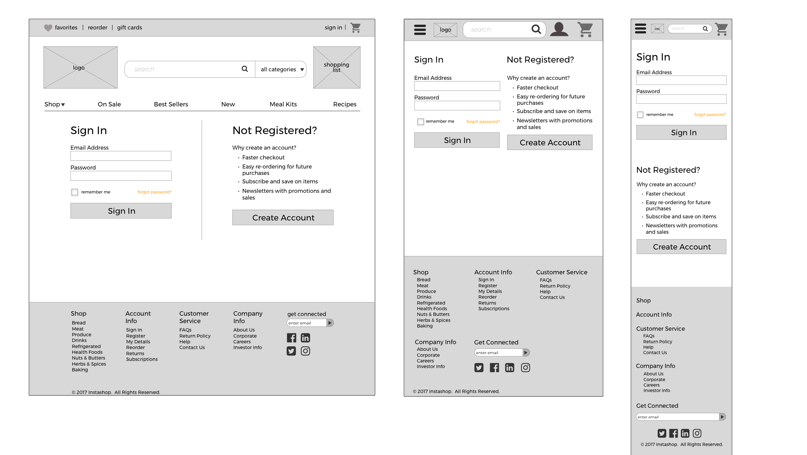 favorites | reorder | gift cards
sign in |
logo
search
all categories
shopping
list
Shop
On Sale
Best Sellers
New
Meal Kits
Recipes
Sign In
Email Address
Password
remember me
forgot password?
Sign In
Not Registered?
Why create an account?
• Faster checkout
• Easy re-ordering for future
purchases
• Subscribe and save on items
• Newsletters with promotions and
sales
Create Account
Shop
Bread
Meat
Produce
Drinks
Refrigerated
Health Foods
Nuts & Butters
Herbs & Spices
Baking
Account
Info
Sign In
Register
My Details
Reorder
Returns
Subscriptions
Customer
Service
FAQs
Return Policy
Help
Contact Us
Company
Info
About Us
Corporate
Careers
Investor Info
get connected
enter email
© 2017 Instashop. All Rights Reserved.
logo
search
Sign In
Email Address
Password
remember me
forgot password?
Sign In
Not Registered?
Why create an account?
• Faster checkout
• Easy re-ordering for future
purchases
• Subscribe and save on items
• Newsletters with promotions
and sales
Create Account
Shop
Bread
Meat
Produce
Drinks
Refrigerated
Health Foods
Nuts & Butters
Herbs & Spices
Baking
Account Info
Sign In
Register
My Details
Reorder
Returns
Subscriptions
Customer Service
FAQs
Return Policy
Help
Contact Us
Company Info
About Us
Corporate
Careers
Investor Info
Get Connected
enter email
© 2017 Instashop. All Rights Reserved.
search
Sign In
Email Address
Password
remember me
forgot password?
Sign In
Not Registered?
Why create an account?
• Faster checkout
• Easy re-ordering for future
purchases
• Subscribe and save on items
• Newsletters with promotions
and sales
Create Account
Shop
Account Info
Customer Service
FAQs
Return Policy
Help
Contact Us
Company Info
About Us
Corporate
Careers
Investor Info
Get Connected
enter email
© 2017 Instashop. All Rights Reserved.